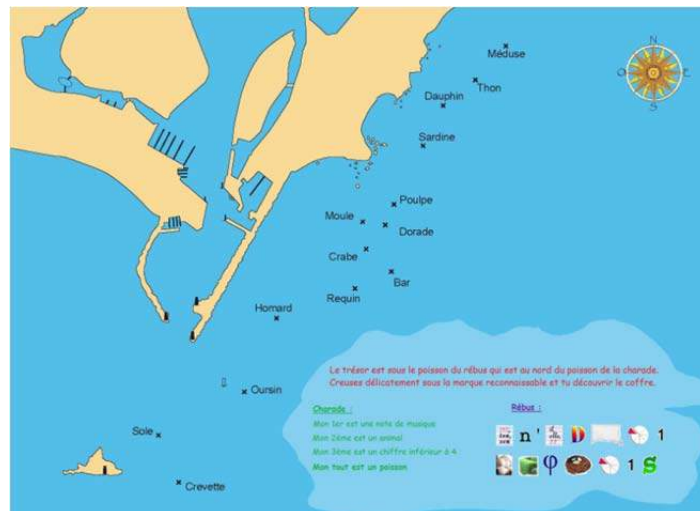 Méduse
N
O E
S
Thon
Dauphin
Sardine
Poulpe
Moule
Dorade
Crabe
Bar
Requin
Homard
Oursin
Sole
Crevette
Le trésor est sous le poisson du rébus qui est au nord du poisson de la charade.
Creuses délicatement sous la marque reconnaissable et tu découvrir le coffre.
Charade :
Mon 1er est une note de musique
Mon 2ème est un animal
Mon 3ème est un chiffre inférieur à 4
Mon tout est un poisson
Rébus :
n ' D 1
φ 1 S